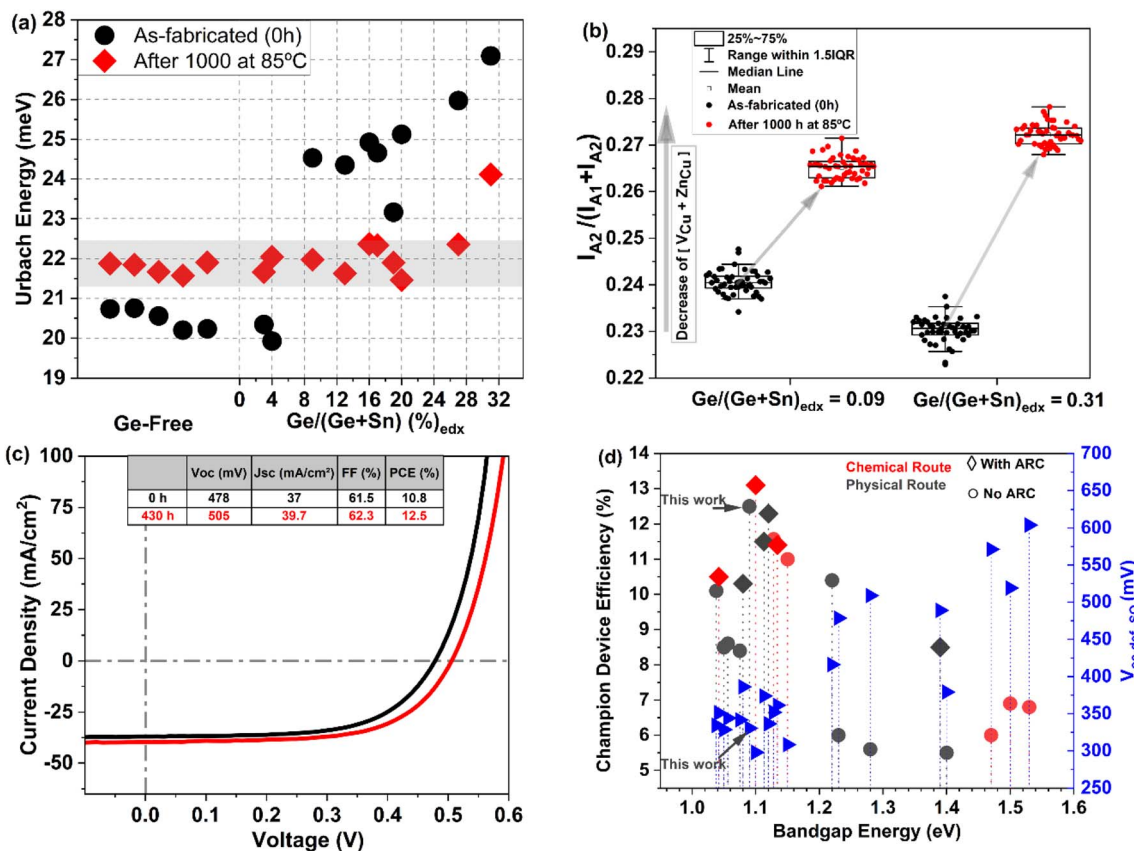 (a)
28
27
26
25
24
23
22
21
20
19
Urbach Energy (meV)
As-fabricated (0h)
After 1000 at 85ºC
0 4 8 12 16 20 24 28 32
Ge-Free
Ge/(Ge+Sn) (%)edx
(b)
0.29
0.28
0.27
0.26
0.25
0.24
0.23
0.22
IA2/(IA1+IA2)
25%~75%
Range within 1.5IQR
Median Line
Mean
As-fabricated (0h)
After 1000 h at 85ºC
Decrease of [ VCu + ZnCu]
Ge/(Ge+Sn)edx = 0.09
Ge/(Ge+Sn)edx = 0.31
(c)
100
75
50
25
0
-25
-50
Current Density (mA/cm²)
Voc (mV) Jsc (mA/cm²) FF (%) PCE (%)
0 h 478 37 61.5 10.8
430 h 505 39.7 62.3 12.5
0.0 0.1 0.2 0.3 0.4 0.5 0.6
Voltage (V)
(d)
14
13
12
11
10
9
8
7
6
5
Champion Device Efficiency (%)
Chemical Route
Physical Route
With ARC
No ARC
This work
This work
700
650
600
550
500
450
400
350
300
250
(mV)
1.0 1.1 1.2 1.3 1.4 1.5 1.6
Bandgap Energy (eV)